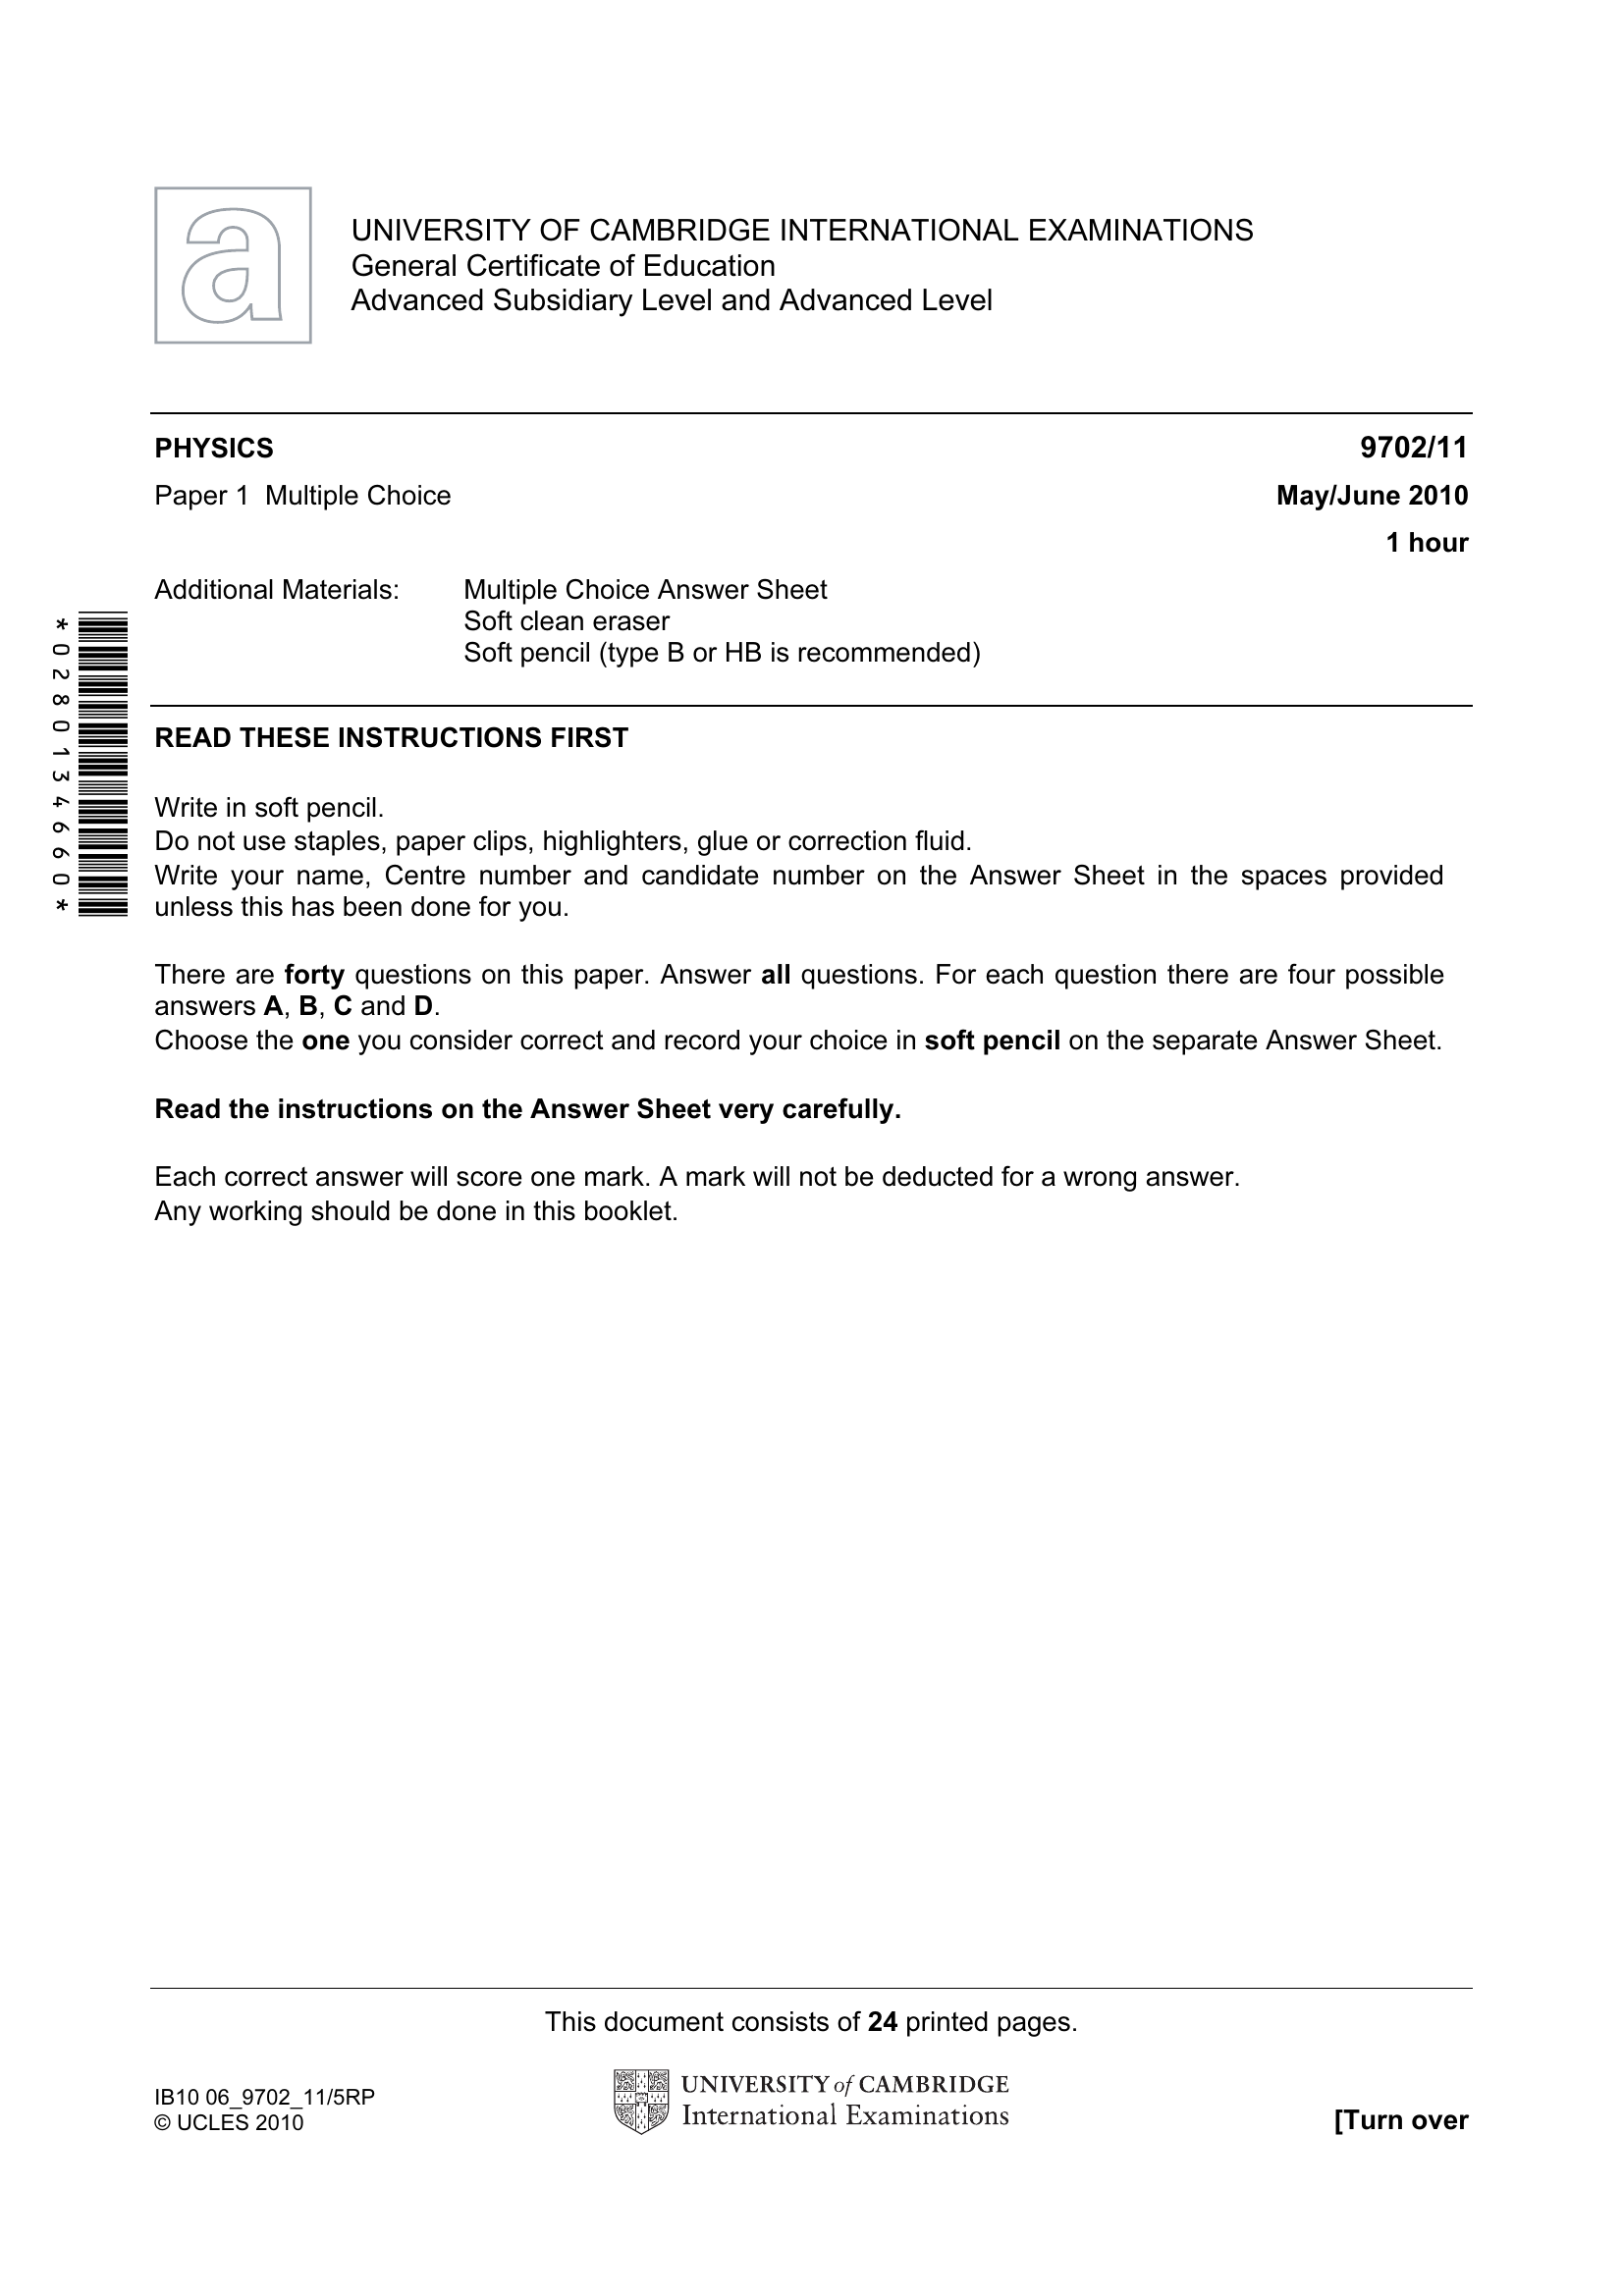 a
UNIVERSITY OF CAMBRIDGE INTERNATIONAL EXAMINATIONS
General Certificate of Education
Advanced Subsidiary Level and Advanced Level
PHYSICS 9702/11
Paper 1 Multiple Choice May/June 2010
1 hour
Additional Materials: Multiple Choice Answer Sheet
Soft clean eraser
Soft pencil (type B or HB is recommended)
*0280134660*
READ THESE INSTRUCTIONS FIRST
Write in soft pencil.
Do not use staples, paper clips, highlighters, glue or correction fluid.
Write your name, Centre number and candidate number on the Answer Sheet in the spaces provided
unless this has been done for you.
There are forty questions on this paper. Answer all questions. For each question there are four possible
answers A, B, C and D.
Choose the one you consider correct and record your choice in soft pencil on the separate Answer Sheet.
Read the instructions on the Answer Sheet very carefully.
Each correct answer will score one mark. A mark will not be deducted for a wrong answer.
Any working should be done in this booklet.
This document consists of 24 printed pages.
IB10 06_9702_11/5RP
© UCLES 2010
UNIVERSITY of CAMBRIDGE
International Examinations
[Turn over